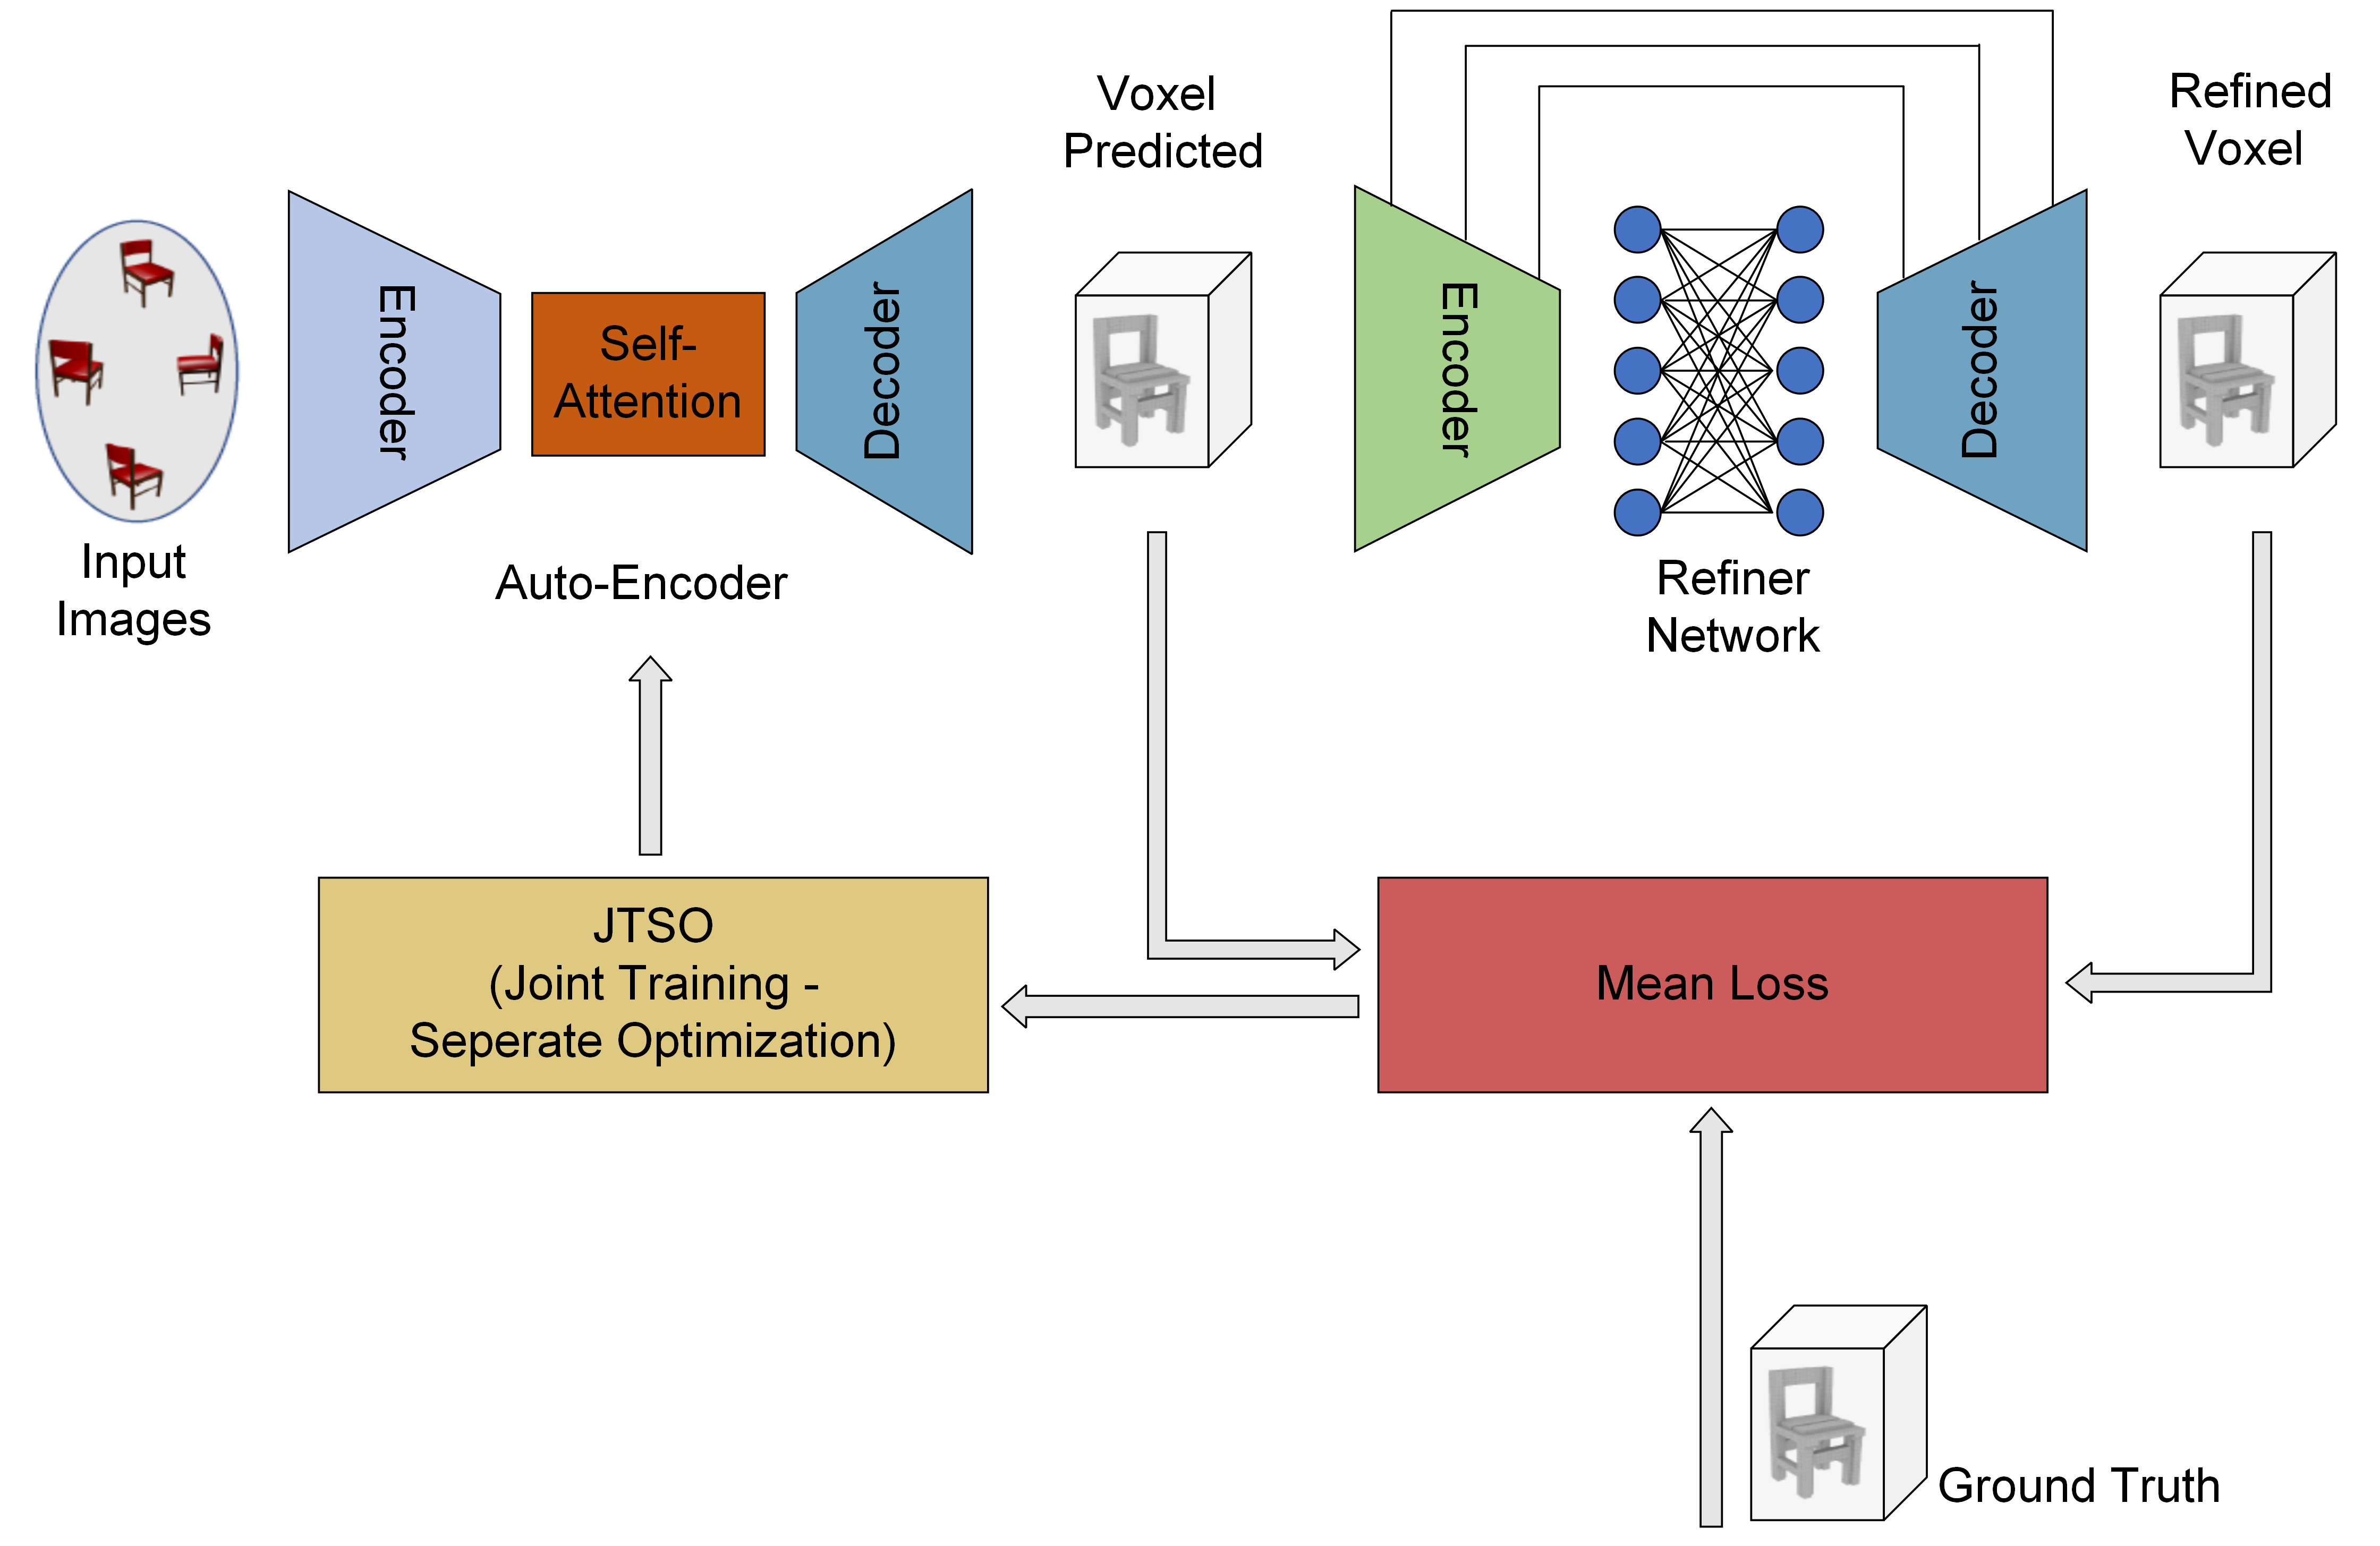 Voxel
Predicted
Refined
Voxel
Encoder
Self-
Attention
Decoder
Encoder
Decoder
Input
Images
Auto-Encoder
Refiner
Network
JTSO
(Joint Training -
Seperate Optimization)
Mean Loss
Ground Truth